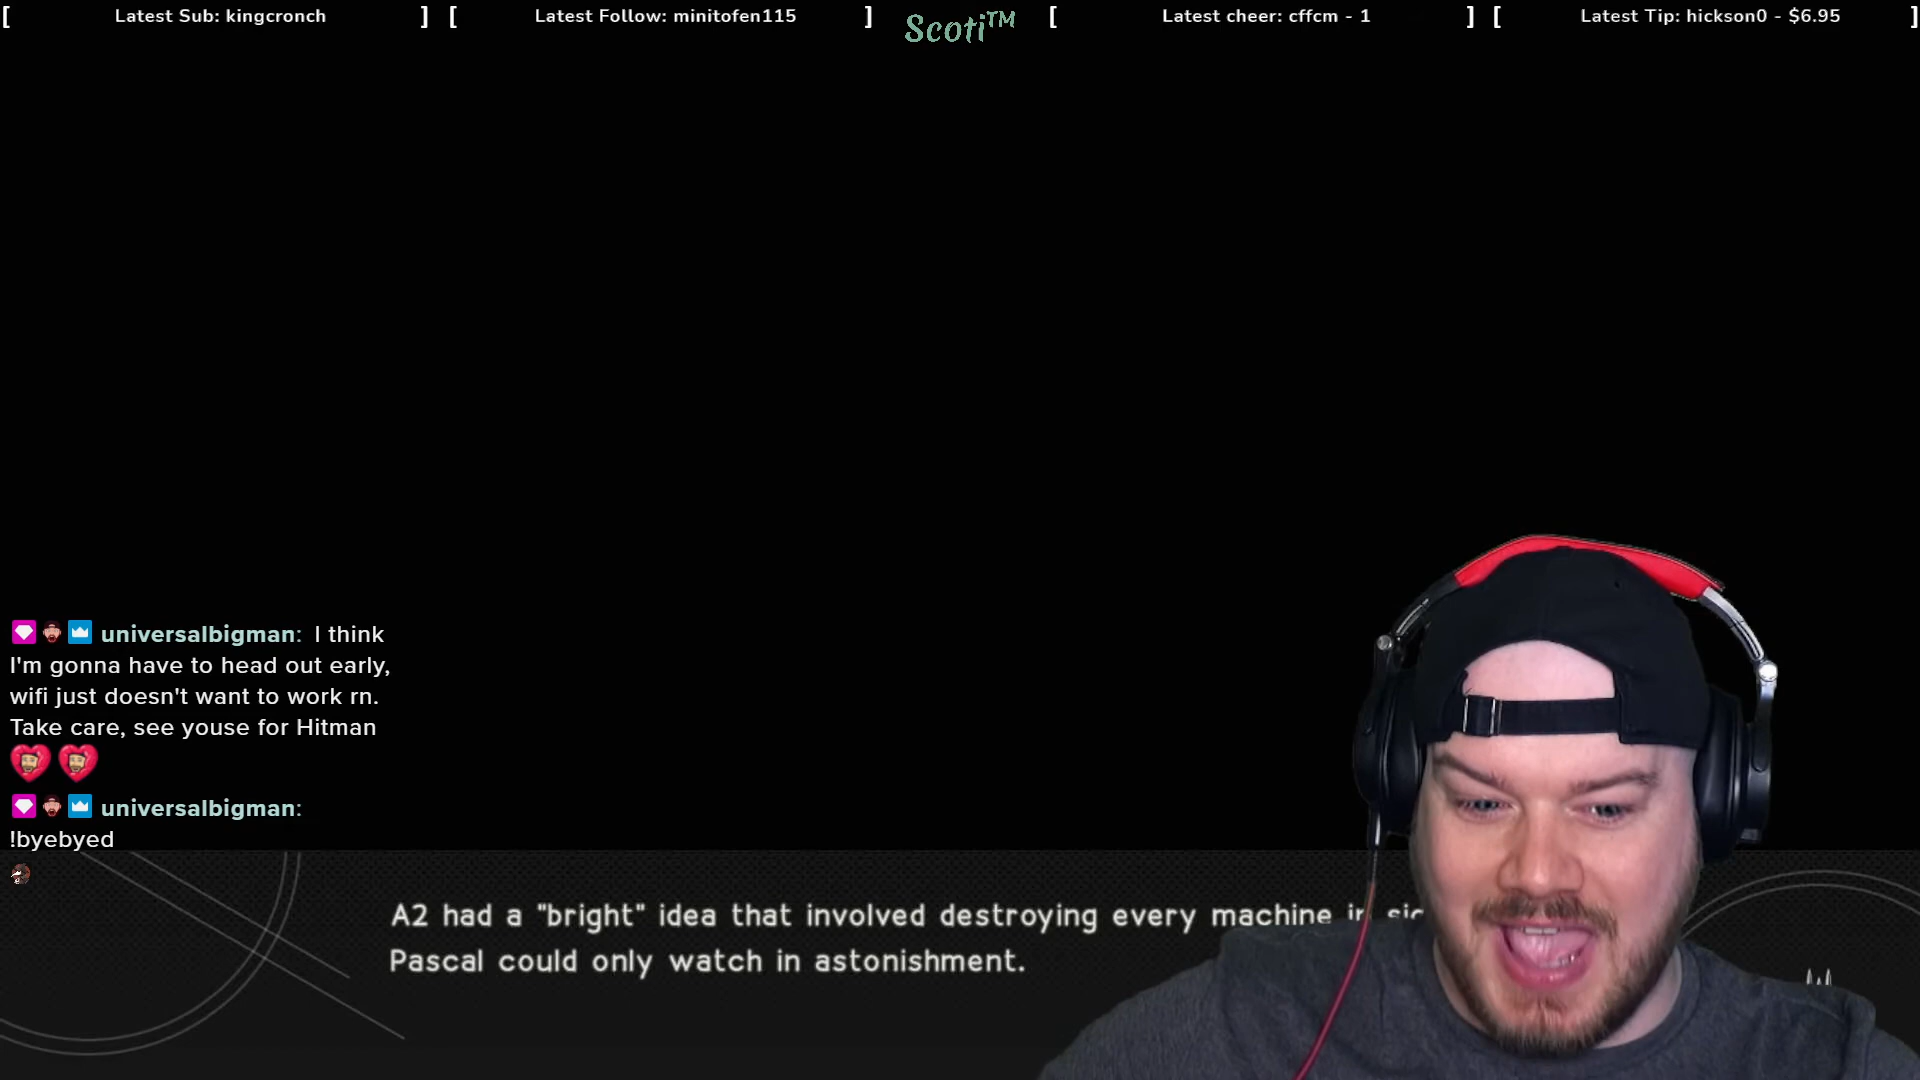 [ Latest Sub: kingcronch ] [ Latest Follow: minitofen115 ] Scoti™ [ Latest cheer: cffcm - 1 ] [ Latest Tip: hickson0 - $6.95 ]
universalbigman: I think
I'm gonna have to head out early,
wifi just doesn't want to work rn.
Take care, see youse for Hitman
universalbigman:
!byebyed
A2 had a "bright" idea that involved destroying every machine in
Pascal could only watch in astonishment.